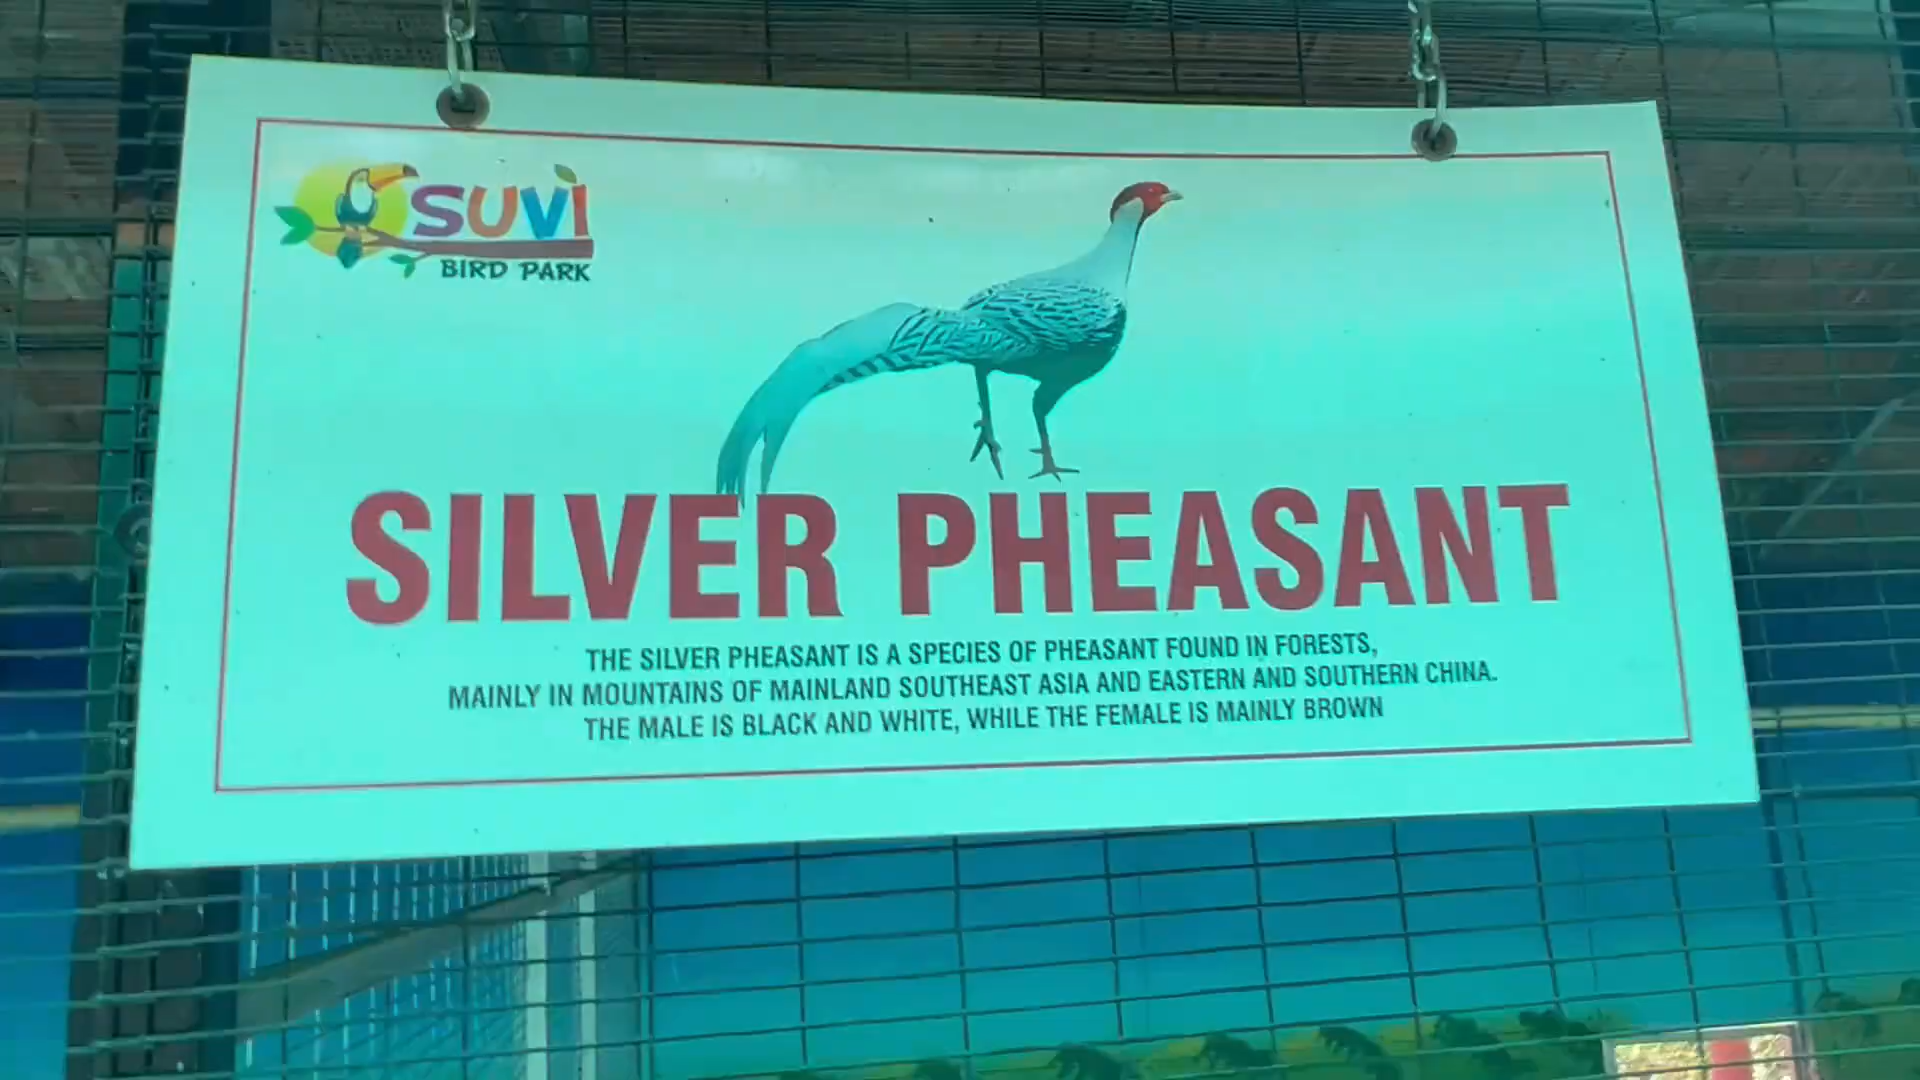 SUVI
BIRD PARK
SILVER PHEASANT
THE SILVER PHEASANT IS A SPECIES OF PHEASANT FOUND IN FORESTS,
MAINLY IN MOUNTAINS OF MAINLAND SOUTHEAST ASIA AND EASTERN AND SOUTHERN CHINA.
THE MALE IS BLACK AND WHITE, WHILE THE FEMALE IS MAINLY BROWN